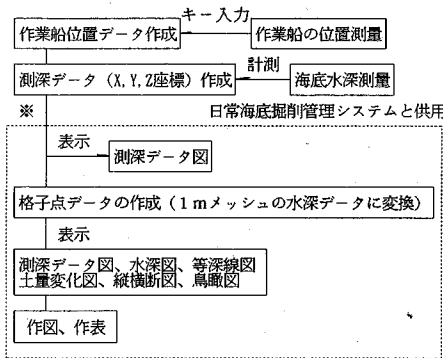 キー入力
作業船位置データ作成
作業船の位置測量
計測
測深データ（X,Y,Z座標）作成
海底水深測量
※
日常海底掘削管理システムと供用
表示
測深データ図
格子点データの作成（１ｍメッシュの水深データに変換）
表示
測深データ図、水深図、等深線図
土量変化図、縦横断図、鳥瞰図
作図、作表